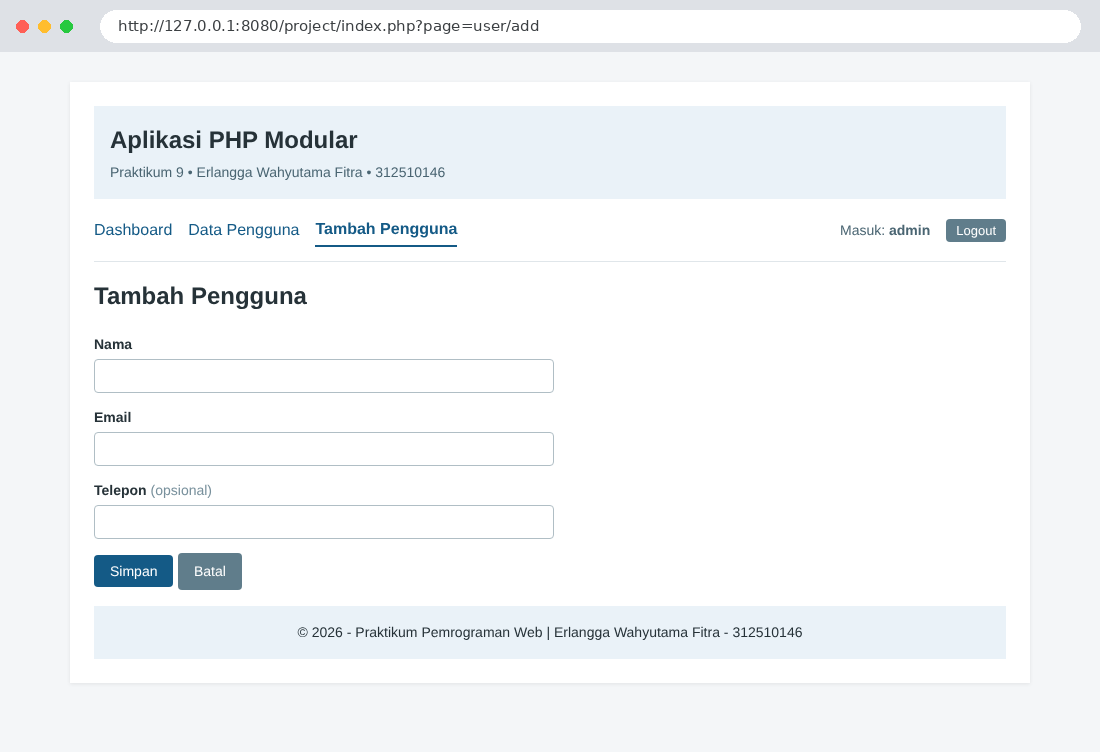 http://127.0.0.1:8080/project/index.php?page=user/add
Aplikasi PHP Modular
Praktikum 9 • Erlangga Wahyutama Fitra • 312510146
Dashboard Data Pengguna Tambah Pengguna Masuk: admin Logout
Tambah Pengguna
Nama
Email
Telepon (opsional)
Simpan Batal
© 2026 - Praktikum Pemrograman Web | Erlangga Wahyutama Fitra - 312510146